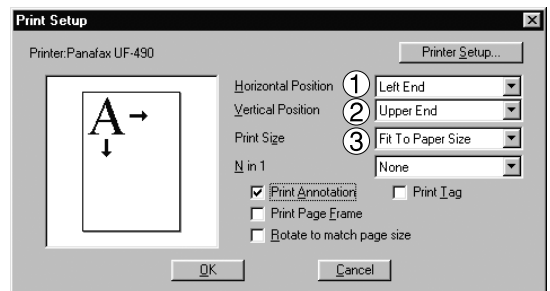 Print Setup
Printer:Panafax UF-490
Printer Setup...
A
Horizontal Position 1 Left End
Vertical Position 2 Upper End
Print Size 3 Fit To Paper Size
N in 1 None
Print Annotation Print Tag
Print Page Frame
Rotate to match page size
OK Cancel